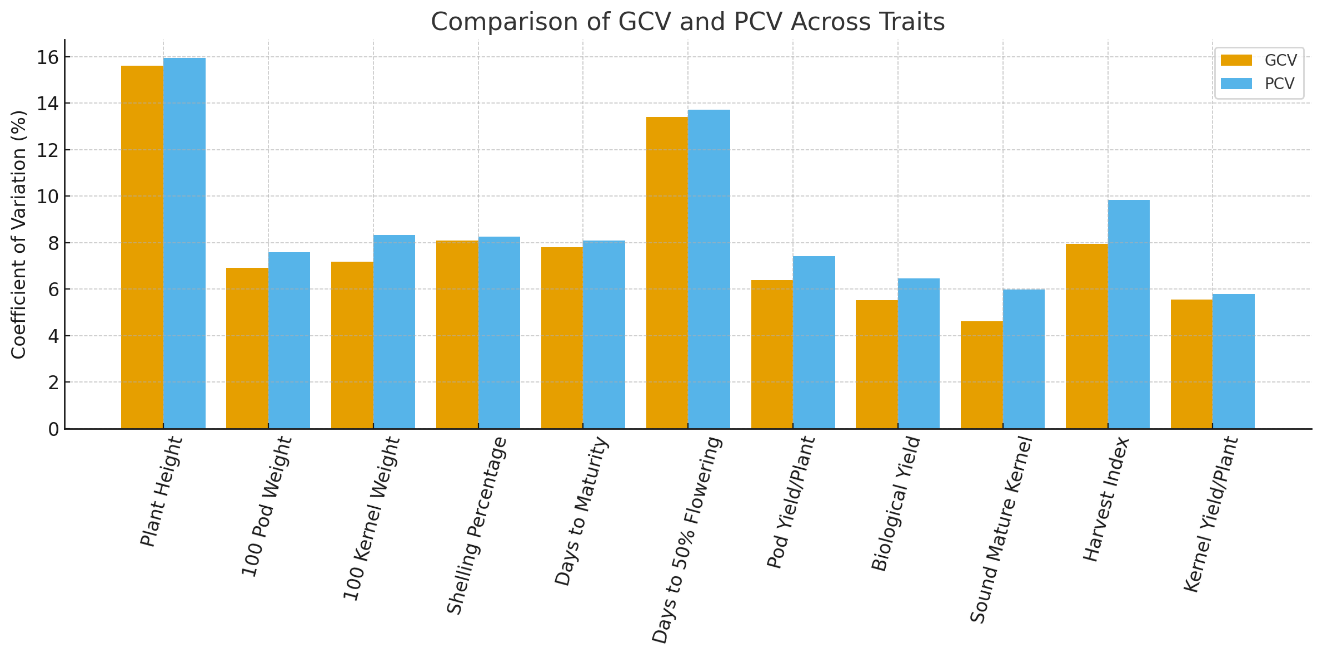 Comparison of GCV and PCV Across Traits
GCV
PCV
Coefficient of Variation (%)
16
14
12
10
8
6
4
2
0
Plant Height
100 Pod Weight
100 Kernel Weight
Shelling Percentage
Days to Maturity
Days to 50% Flowering
Pod Yield/Plant
Biological Yield
Sound Mature Kernel
Harvest Index
Kernel Yield/Plant